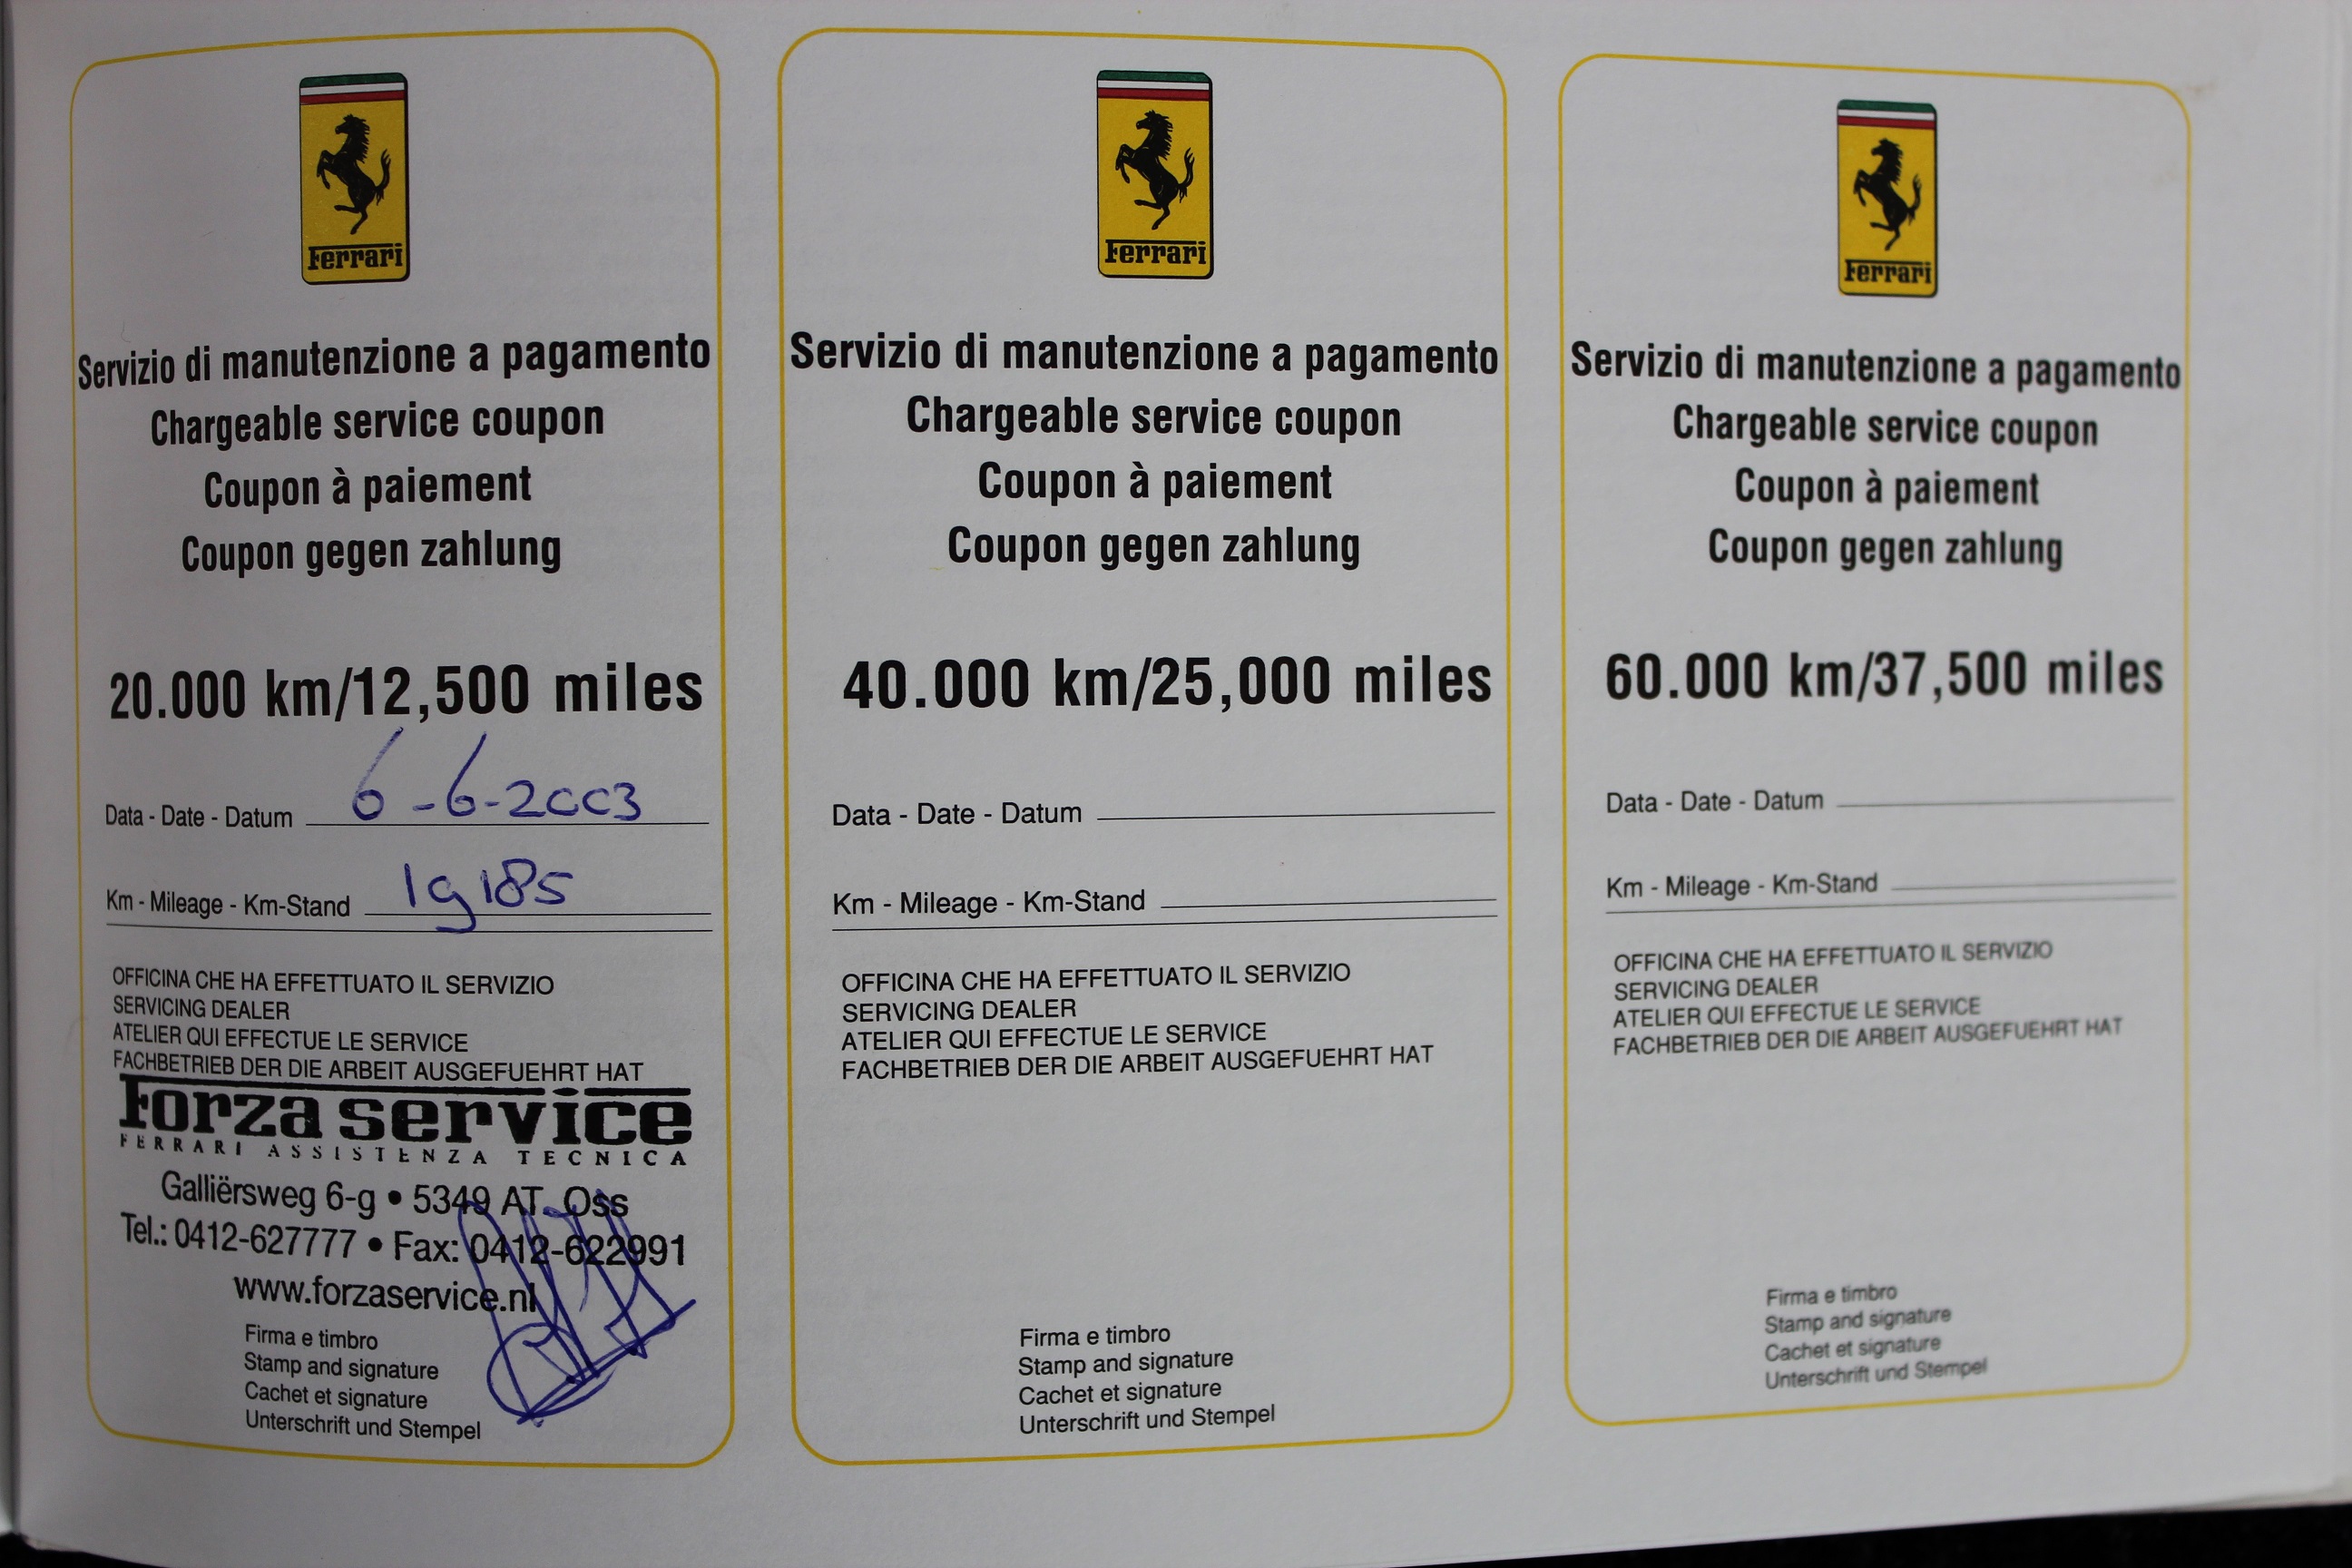 Ferrari
Servizio di manutenzione a pagamento
Chargeable service coupon
Coupon à paiement
Coupon gegen zahlung
20.000 km/12,500 miles
Data - Date - Datum 6-6-2003
Km - Mileage - Km-Stand 19185
OFFICINA CHE HA EFFETTUATO IL SERVIZIO
SERVICING DEALER
ATELIER QUI EFFECTUE LE SERVICE
FACHBETRIEB DER DIE ARBEIT AUSGEFUEHRT HAT
forza service
FERRARI ASSISTENZA TECNICA
Galliërsweg 6-g • 5349 AT. Oss
Tel.: 0412-627777 • Fax: 0412-622991
www.forzaservice.nl
Firma e timbro
Stamp and signature
Cachet et signature
Unterschrift und Stempel
Ferrari
Servizio di manutenzione a pagamento
Chargeable service coupon
Coupon à paiement
Coupon gegen zahlung
40.000 km/25,000 miles
Data - Date - Datum
Km - Mileage - Km-Stand
OFFICINA CHE HA EFFETTUATO IL SERVIZIO
SERVICING DEALER
ATELIER QUI EFFECTUE LE SERVICE
FACHBETRIEB DER DIE ARBEIT AUSGEFUEHRT HAT
Firma e timbro
Stamp and signature
Cachet et signature
Unterschrift und Stempel
Ferrari
Servizio di manutenzione a pagamento
Chargeable service coupon
Coupon à paiement
Coupon gegen zahlung
60.000 km/37,500 miles
Data - Date - Datum
Km - Mileage - Km-Stand
OFFICINA CHE HA EFFETTUATO IL SERVIZIO
SERVICING DEALER
ATELIER QUI EFFECTUE LE SERVICE
FACHBETRIEB DER DIE ARBEIT AUSGEFUEHRT HAT
Firma e timbro
Stamp and signature
Cachet et signature
Unterschrift und Stempel